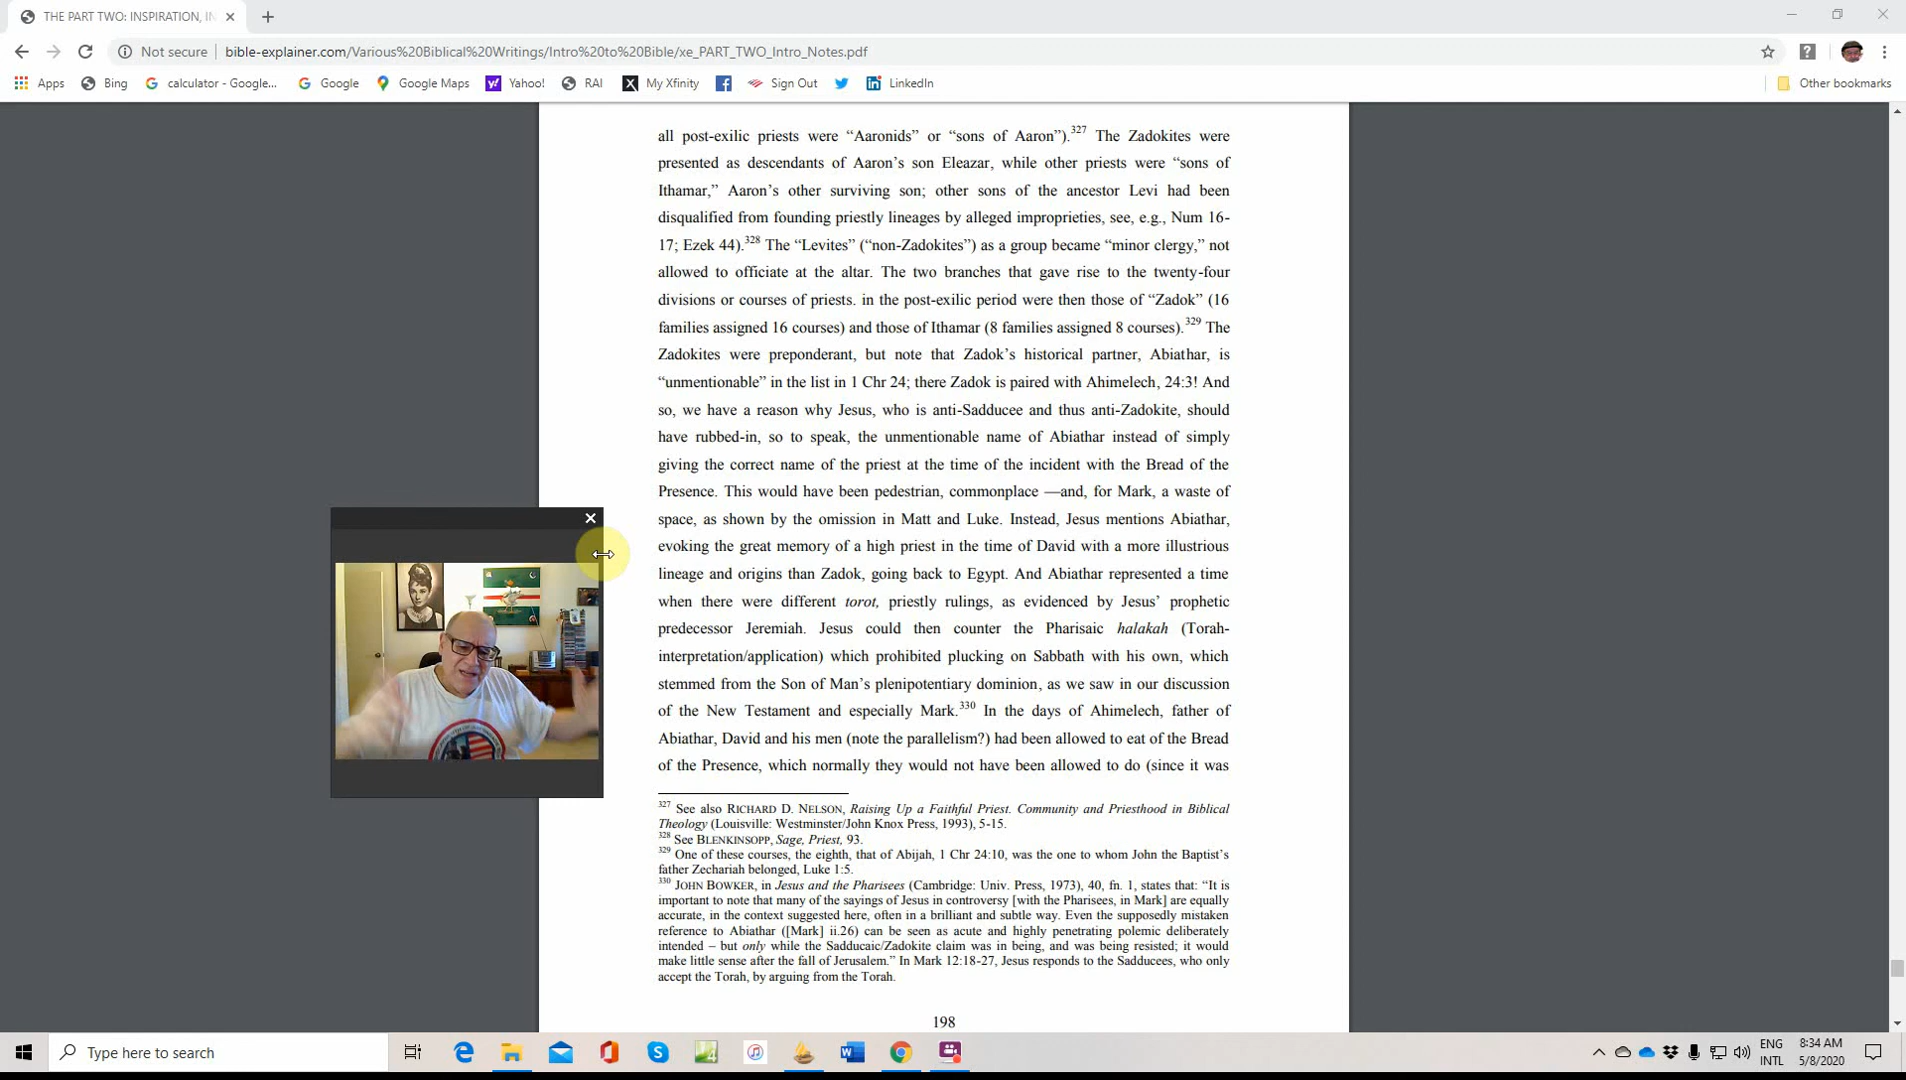 THE PART TWO: INSPIRATION, IN
Not secure bible-explainer.com/Various%20Biblical%20Writings/Intro%20to%20Bible/xe_PART_TWO_Intro_Notes.pdf
Apps Bing calculator - Google... Google Google Maps Yahoo! RAI My Xfinity Sign Out LinkedIn Other bookmarks
all post-exilic priests were “Aaronids” or “sons of Aaron”).327 The Zadokites were
presented as descendants of Aaron’s son Eleazar, while other priests were “sons of
Ithamar,” Aaron’s other surviving son; other sons of the ancestor Levi had been
disqualified from founding priestly lineages by alleged improprieties, see, e.g., Num 16-
17; Ezek 44).328 The “Levites” (“non-Zadokites”) as a group became “minor clergy,” not
allowed to officiate at the altar. The two branches that gave rise to the twenty-four
divisions or courses of priests. in the post-exilic period were then those of “Zadok” (16
families assigned 16 courses) and those of Ithamar (8 families assigned 8 courses).329 The
Zadokites were preponderant, but note that Zadok’s historical partner, Abiathar, is
“unmentionable” in the list in 1 Chr 24; there Zadok is paired with Ahimelech, 24:3! And
so, we have a reason why Jesus, who is anti-Sadducee and thus anti-Zadokite, should
have rubbed-in, so to speak, the unmentionable name of Abiathar instead of simply
giving the correct name of the priest at the time of the incident with the Bread of the
Presence. This would have been pedestrian, commonplace —and, for Mark, a waste of
space, as shown by the omission in Matt and Luke. Instead, Jesus mentions Abiathar,
evoking the great memory of a high priest in the time of David with a more illustrious
lineage and origins than Zadok, going back to Egypt. And Abiathar represented a time
when there were different torot, priestly rulings, as evidenced by Jesus’ prophetic
predecessor Jeremiah. Jesus could then counter the Pharisaic halakah (Torah-
interpretation/application) which prohibited plucking on Sabbath with his own, which
stemmed from the Son of Man’s plenipotentiary dominion, as we saw in our discussion
of the New Testament and especially Mark.330 In the days of Ahimelech, father of
Abiathar, David and his men (note the parallelism?) had been allowed to eat of the Bread
of the Presence, which normally they would not have been allowed to do (since it was
327 See also RICHARD D. NELSON, Raising Up a Faithful Priest. Community and Priesthood in Biblical
Theology (Louisville: Westminster/John Knox Press, 1993), 5-15.
328 See BLENKINSOPP, Sage, Priest, 93.
329 One of these courses, the eighth, that of Abijah, 1 Chr 24:10, was the one to whom John the Baptist’s
father Zechariah belonged, Luke 1:5.
330 JOHN BOWKER, in Jesus and the Pharisees (Cambridge: Univ. Press, 1973), 40, fn. 1, states that: “It is
important to note that many of the sayings of Jesus in controversy [with the Pharisees, in Mark] are equally
accurate, in the context suggested here, often in a brilliant and subtle way. Even the supposedly mistaken
reference to Abiathar ([Mark] ii.26) can be seen as acute and highly penetrating polemic deliberately
intended – but only while the Sadducaic/Zadokite claim was in being, and was being resisted; it would
make little sense after the fall of Jerusalem.” In Mark 12:18-27, Jesus responds to the Sadducees, who only
accept the Torah, by arguing from the Torah.
198
Type here to search
ENG 8:34 AM
INTL 5/8/2020